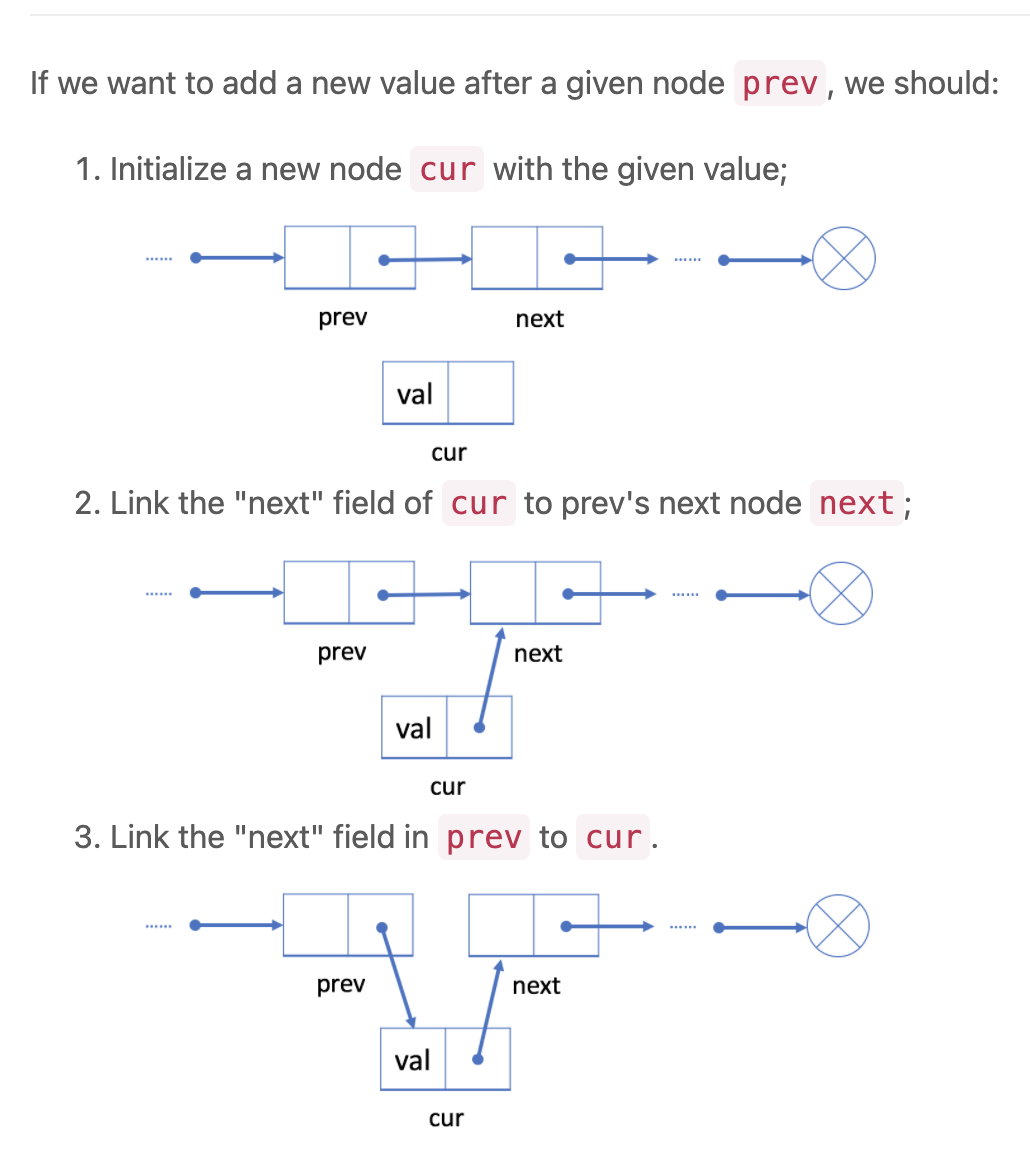 If we want to add a new value after a given node prev, we should:
1. Initialize a new node cur with the given value;
......
......
prev
next
val
cur
2. Link the "next" field of cur to prev's next node next;
......
......
prev
next
val
cur
3. Link the "next" field in prev to cur.
......
......
prev
next
val
cur